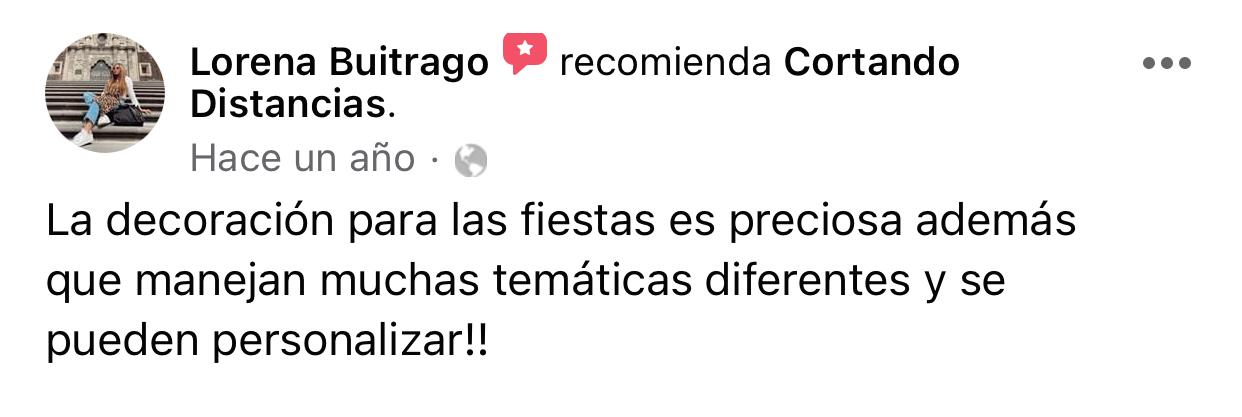 Lorena Buitrago recomienda Cortando
Distancias.
Hace un año ·
La decoración para las fiestas es preciosa además
que manejan muchas temáticas diferentes y se
pueden personalizar!!